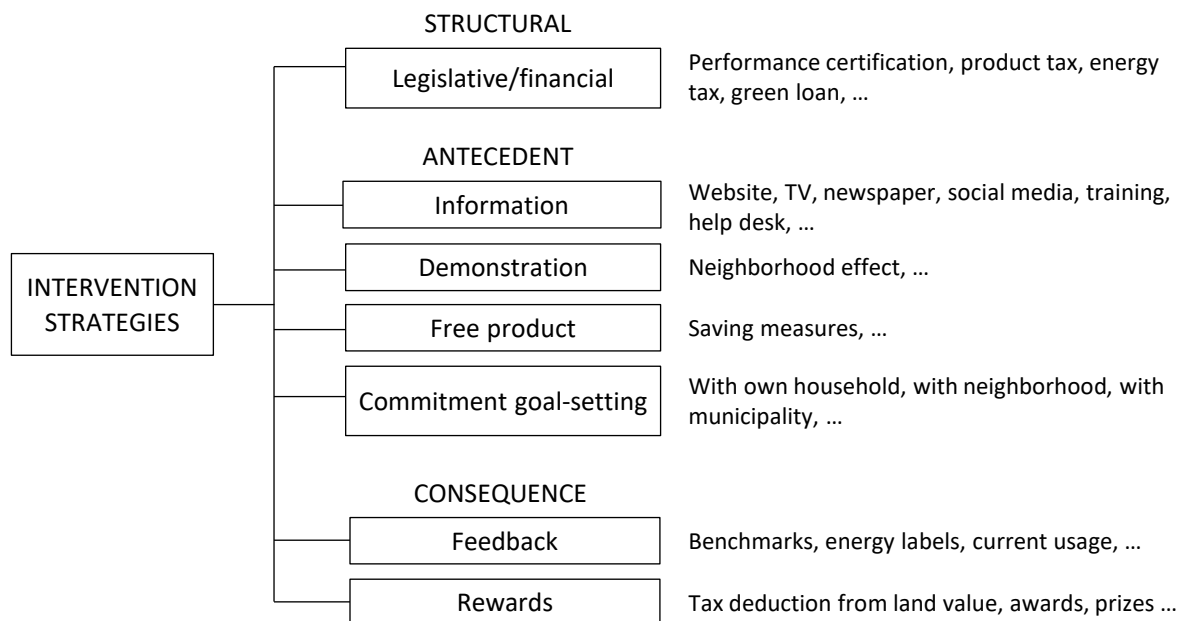 STRUCTURAL
Legislative/financial
Performance certification, product tax, energy
tax, green loan, …
ANTECEDENT
Information
Website, TV, newspaper, social media, training,
help desk, …
Demonstration
Neighborhood effect, …
INTERVENTION
STRATEGIES
Free product
Saving measures, …
Commitment goal-setting
With own household, with neighborhood, with
municipality, …
CONSEQUENCE
Feedback
Benchmarks, energy labels, current usage, …
Rewards
Tax deduction from land value, awards, prizes …